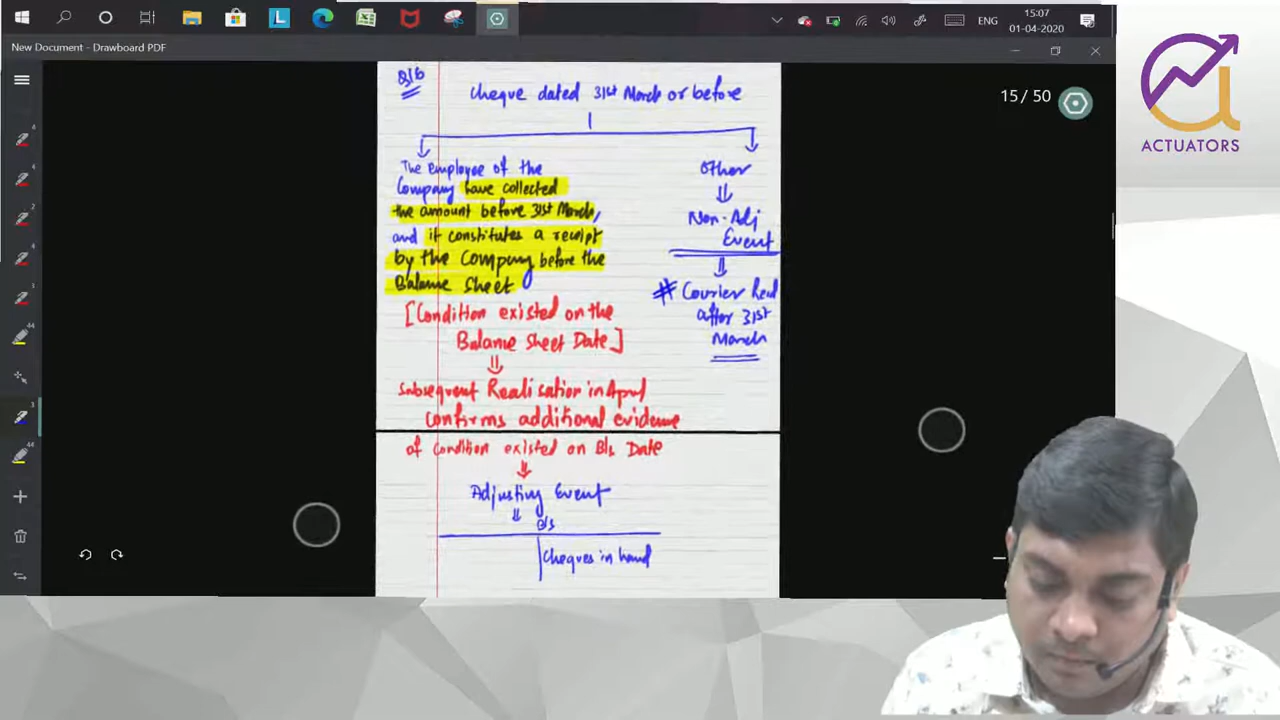 15:07
ENG
01-04-2020
New Document - Drawboard PDF
15 / 50
ACTUATORS
Q16
Cheque dated 31st March or before
The employee of the
Company have collected
the amount before 31st March,
and it constitutes a receipt
by the Company before the
Balance Sheet
[Condition existed on the
Balance Sheet Date]
⇓
Subsequent Realisation in April
Confirms additional evidence
of Condition existed on B/s Date
⇓
Adjusting Event
⇓ B/s
Cheques in hand
Other
⇓
Non-Adj
Event
⇓
# Courier Recd
after 31st
March